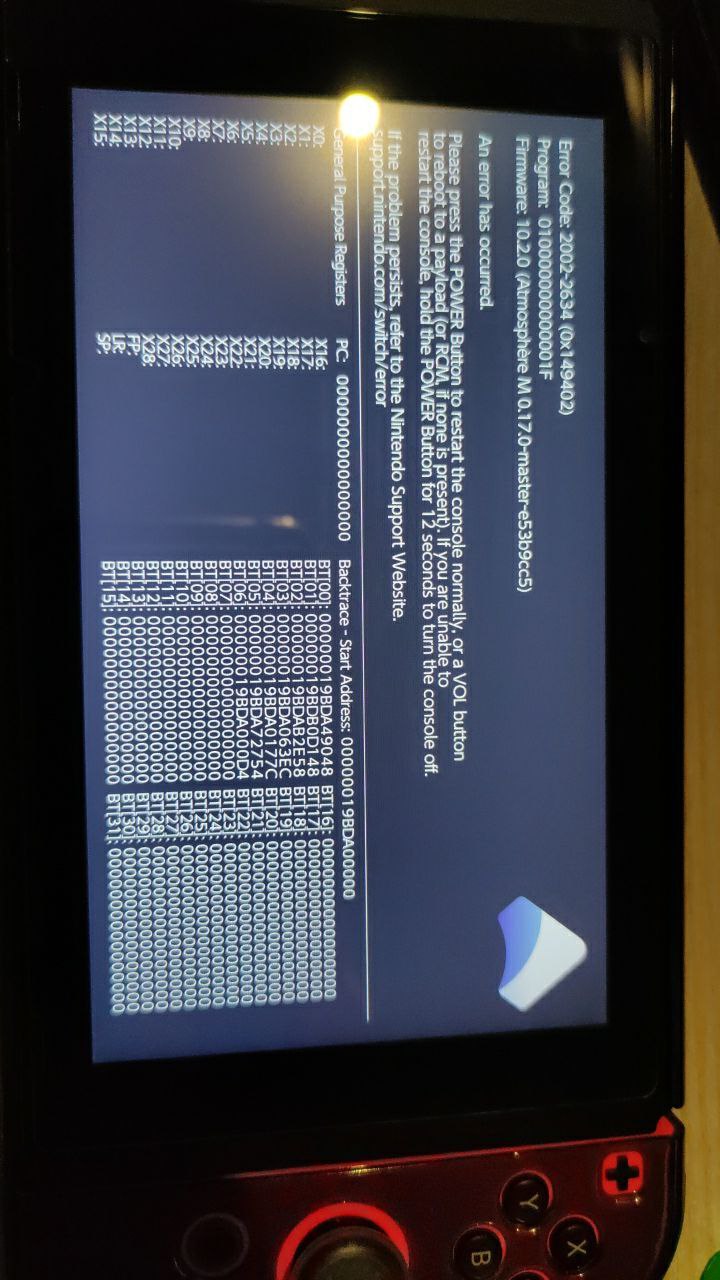 Error Code: 2002-2634 (0x149402)
Program: 010000000000001F
Firmware: 10.2.0 (Atmosphère M 0.17.0-master-e53b9cc5)
An error has occurred.
Please press the POWER Button to restart the console normally, or a VOL button
to reboot to a payload (or RCM, if none is present). If you are unable to
restart the console, hold the POWER Button for 12 seconds to turn the console off.
If the problem persists, refer to the Nintendo Support Website.
support.nintendo.com/switch/error
General Purpose Registers PC: 0000000000000000 Backtrace - Start Address: 00000019BDA00000
X0: X16: BT[00]: 00000019BDA49048 BT[16]: 0000000000000000
X1: X17: BT[01]: 00000019BDB0D148 BT[17]: 0000000000000000
X2: X18: BT[02]: 00000019BDAB2E58 BT[18]: 0000000000000000
X3: X19: BT[03]: 00000019BDA063EC BT[19]: 0000000000000000
X4: X20: BT[04]: 00000019BDA0177C BT[20]: 0000000000000000
X5: X21: BT[05]: 00000019BDA72754 BT[21]: 0000000000000000
X6: X22: BT[06]: 00000019BDA060D4 BT[22]: 0000000000000000
X7: X23: BT[07]: 0000000000000000 BT[23]: 0000000000000000
X8: X24: BT[08]: 0000000000000000 BT[24]: 0000000000000000
X9: X25: BT[09]: 0000000000000000 BT[25]: 0000000000000000
X10: X26: BT[10]: 0000000000000000 BT[26]: 0000000000000000
X11: X27: BT[11]: 0000000000000000 BT[27]: 0000000000000000
X12: X28: BT[12]: 0000000000000000 BT[28]: 0000000000000000
X13: FP: BT[13]: 0000000000000000 BT[29]: 0000000000000000
X14: LR: BT[14]: 0000000000000000 BT[30]: 0000000000000000
X15: SP: BT[15]: 0000000000000000 BT[31]: 0000000000000000
X
Y
B